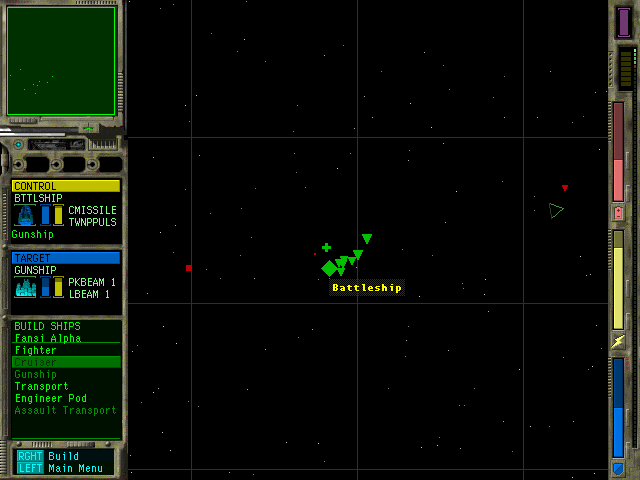 CONTROL
BTTLSHIP
CMISSILE
TWNPPULS
Gunship
TARGET
GUNSHIP
PKBEAM 1
LBEAM 1
BUILD SHIPS
Fansi Alpha
Fighter
Cruiser
Gunship
Transport
Engineer Pod
Assault Transport
RGHT Build
LEFT Main Menu
Battleship